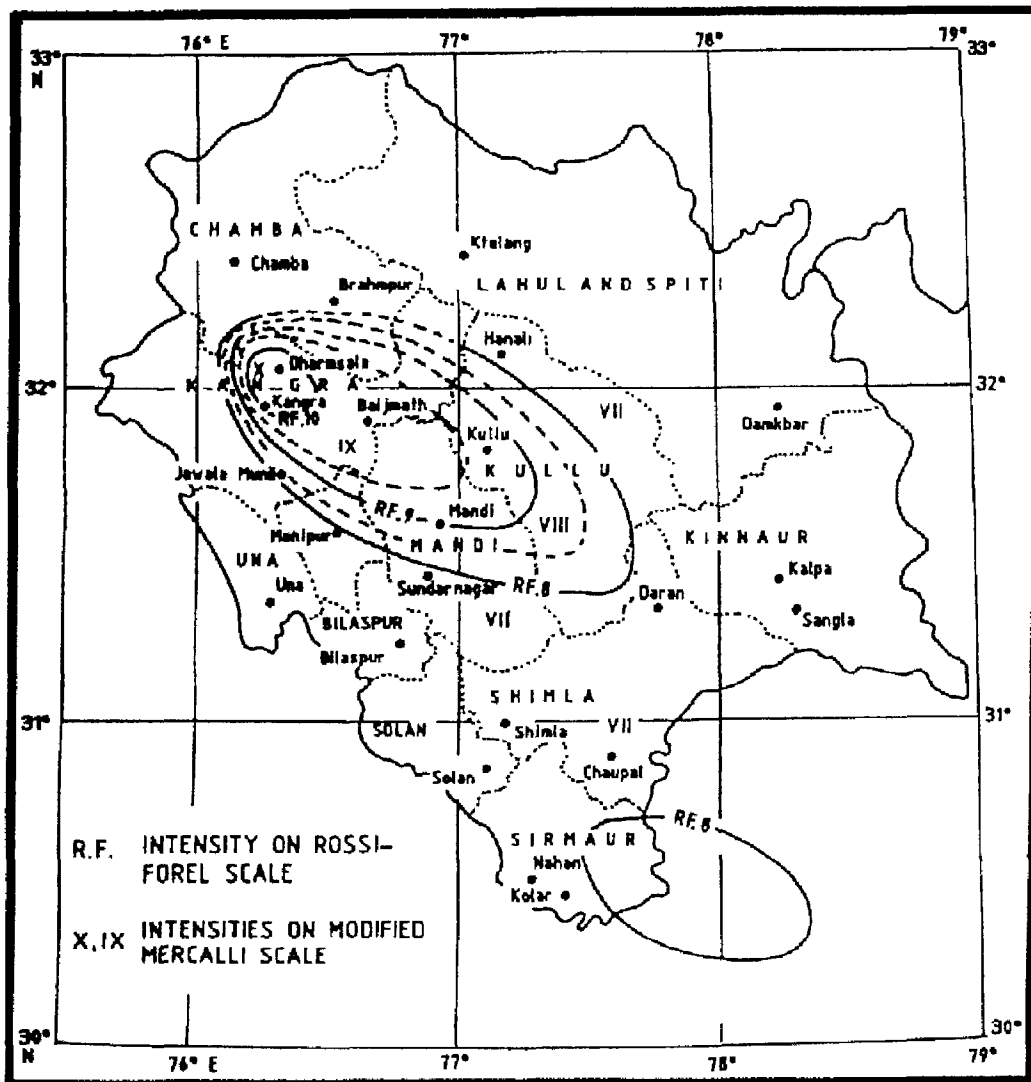 76° E
77°
78°
79°
33°
N
33°
CHAMBA
Chamba
Brahmpur
Kielang
LAHUL AND SPITI
Manali
Dharmsala
X
KANGRA
32°
32°
Kangra
RF.10
Baijnath
VII
Damkbar
IX
Kullu
KULLU
Jawala
RF.9
Mandi
VIII
MANDI
KINNAUR
Manipur
UNA
Una
Sundarnagar
RF.8
Kalpa
Daran
Sangla
BILASPUR
VII
Bilaspur
SHIMLA
31°
SOLAN
Shimla
VII
31°
Solan
Chaupal
RF.8
SIRMAUR
Nahan
Kolar
R.F. INTENSITY ON ROSSI-
FOREL SCALE
X,IX INTENSITIES ON MODIFIED
MERCALLI SCALE
30°
N
30°
76° E
77°
78°
79°